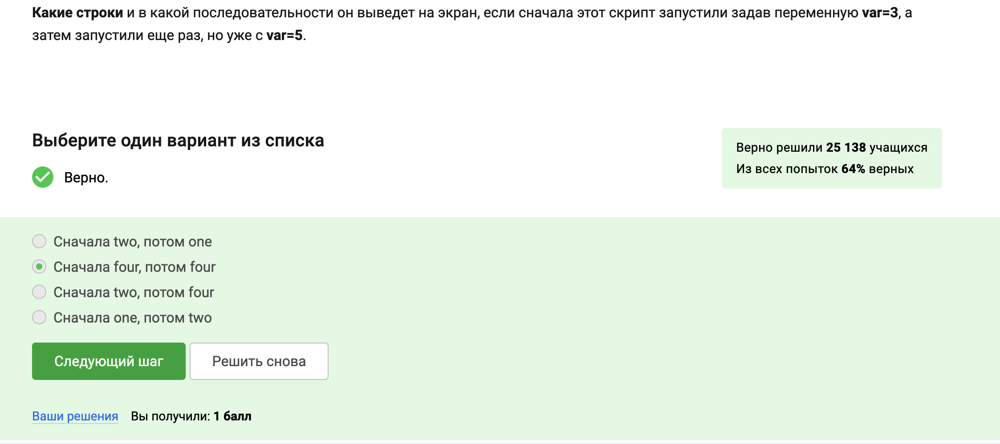 Какие строки и в какой последовательности он выведет на экран, если сначала этот скрипт запустили задав переменную var=3, а
затем запустили еще раз, но уже с var=5.
Выберите один вариант из списка
Верно.
Верно решили 25 138 учащихся
Из всех попыток 64% верных
Сначала two, потом one
Сначала four, потом four
Сначала two, потом four
Сначала one, потом two
Следующий шаг
Решить снова
Ваши решения Вы получили: 1 балл